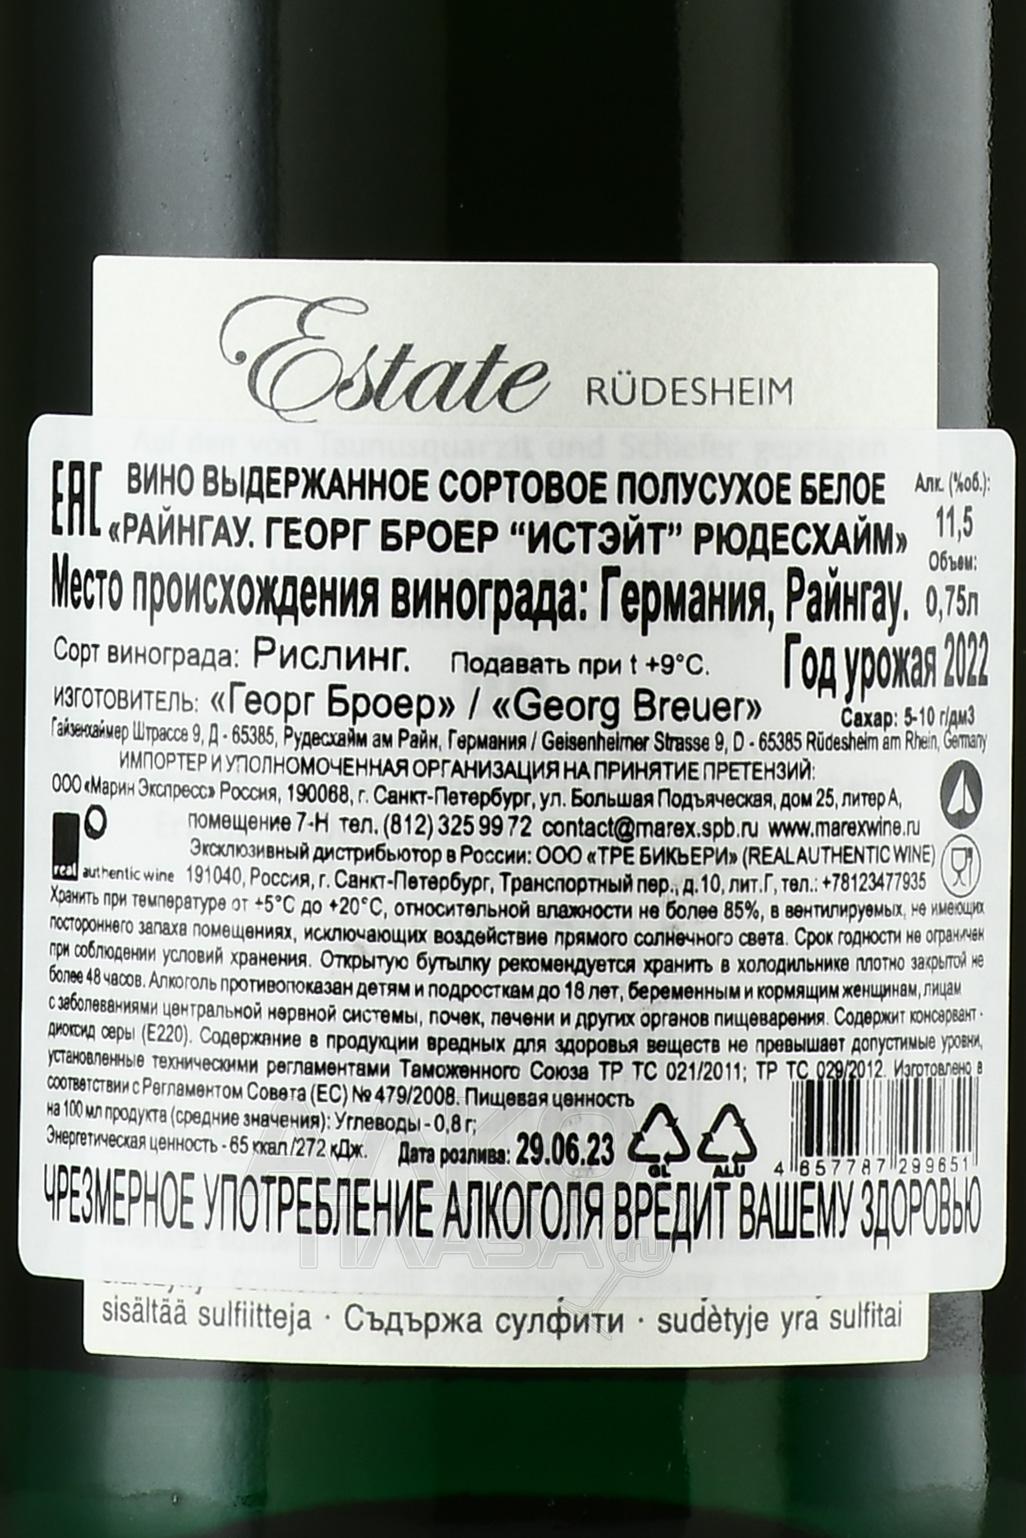 Estate RÜDESHEIM
Auf den von Taunusquarzit und Schiefer geprägten
EAC ВИНО ВЫДЕРЖАННОЕ СОРТОВОЕ ПОЛУСУХОЕ БЕЛОЕ
Алк. (%об.):
«РАЙНГАУ. ГЕОРГ БРОЕР “ИСТЭЙТ” РЮДЕСХАЙМ»
11,5
Объем:
Место происхождения винограда: Германия, Райнгау.
0,75л
Сорт винограда: Рислинг. Подавать при t +9°C.
Год урожая 2022
ИЗГОТОВИТЕЛЬ: «Георг Броер» / «Georg Breuer»
Сахар: 5-10 г/дм3
Гайзенхаймер Штрассе 9, Д - 65385, Рудесхайм ам Райн, Германия / Geisenheimer Strasse 9, D - 65385 Rüdesheim am Rhein, Germany
ИМПОРТЕР И УПОЛНОМОЧЕННАЯ ОРГАНИЗАЦИЯ НА ПРИНЯТИЕ ПРЕТЕНЗИЙ:
ООО «Марин Экспресс» Россия, 190068, г. Санкт-Петербург, ул. Большая Подъяческая, дом 25, литер А,
помещение 7-Н тел. (812) 325 99 72 contact@marex.spb.ru www.marexwine.ru
Эксклюзивный дистрибьютор в России: ООО «ТРЕ БИКЬЕРИ» (REAL AUTHENTIC WINE)
real authentic wine 191040, Россия, г. Санкт-Петербург, Транспортный пер., д.10, лит.Г, тел.: +78123477935
Хранить при температуре от +5°C до +20°C, относительной влажности не более 85%, в вентилируемых, не имеющих
постороннего запаха помещениях, исключающих воздействие прямого солнечного света. Срок годности не ограничен
при соблюдении условий хранения. Открытую бутылку рекомендуется хранить в холодильнике плотно закрытой не
более 48 часов. Алкоголь противопоказан детям и подросткам до 18 лет, беременным и кормящим женщинам, лицам
с заболеваниями центральной нервной системы, почек, печени и других органов пищеварения. Содержит консервант -
диоксид серы (Е220). Содержание в продукции вредных для здоровья веществ не превышает допустимые уровни,
установленные техническими регламентами Таможенного Союза ТР ТС 021/2011; ТР ТС 029/2012. Изготовлено в
соответствии с Регламентом Совета (ЕС) № 479/2008. Пищевая ценность
на 100 мл продукта (средние значения): Углеводы - 0,8 г;
Энергетическая ценность - 65 ккал/272 кДж. Дата розлива: 29.06.23
GL ALU
4 657787 299651
ЧРЕЗМЕРНОЕ УПОТРЕБЛЕНИЕ АЛКОГОЛЯ ВРЕДИТ ВАШЕМУ ЗДОРОВЬЮ
sisältää sulfiitteja · Съдържа сулфити · sudėtyje yra sulfitai